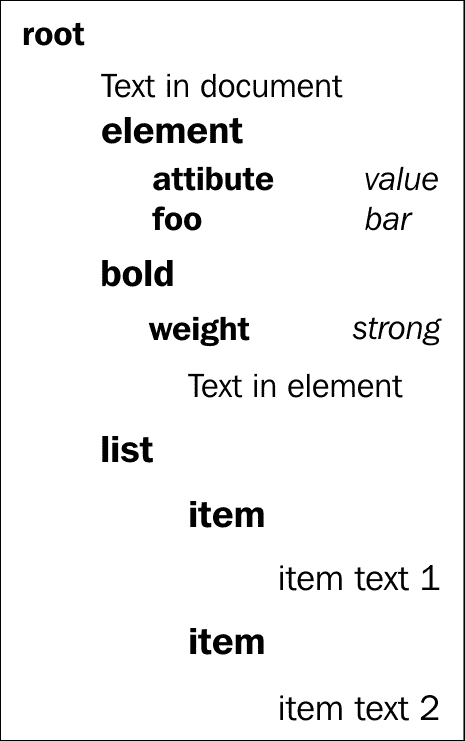 root
Text in document
element
attibute value
foo bar
bold
weight strong
Text in element
list
item
item text 1
item
item text 2